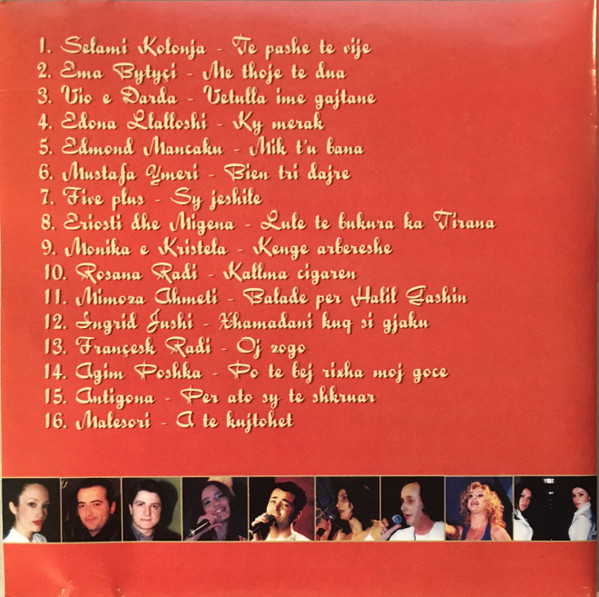 1. Selami Kolonja - Te pashe te vije
2. Ema Bytyçi - Me thoje te dua
3. Vio e Darda - Vetulla ime gajtane
4. Edona Llalloshi - Ky merak
5. Edmond Mancaku - Mik t'u bana
6. Mustafa Ymeri - Bien tri dajre
7. Five plus - Sy jeshile
8. Eriosti dhe Migena - Lule te bukura ka Tirana
9. Monika e Kristela - Kenge arbereshe
10. Rosana Radi - Kallma cigaren
11. Mimoza Ahmeti - Balade per Halil Gashin
12. Ingrid Jushi - Xhamadani kuq si gjaku
13. Françesk Radi - Oj zogo
14. Agim Poshka - Po te bej rixha moj goce
15. Antigona - Per ato sy te shkruar
16. Malesori - A te kujtohet